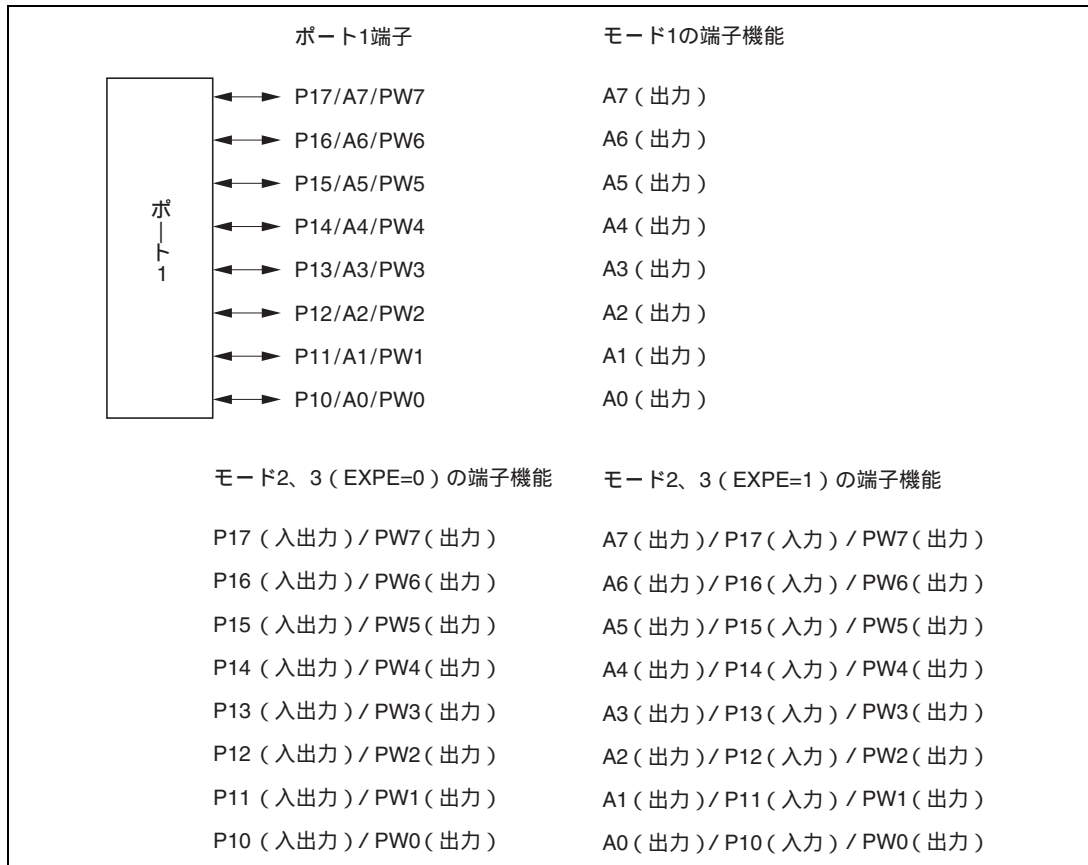 ポート1端子 モード1の端子機能
P17/A7/PW7 A7(出力)
P16/A6/PW6 A6(出力)
P15/A5/PW5 A5(出力)
P14/A4/PW4 A4(出力)
P13/A3/PW3 A3(出力)
P12/A2/PW2 A2(出力)
P11/A1/PW1 A1(出力)
P10/A0/PW0 A0(出力)
ポート1
モード2、3(EXPE=0)の端子機能 モード2、3(EXPE=1)の端子機能
P17(入出力)/PW7(出力) A7(出力)/P17(入力)/PW7(出力)
P16(入出力)/PW6(出力) A6(出力)/P16(入力)/PW6(出力)
P15(入出力)/PW5(出力) A5(出力)/P15(入力)/PW5(出力)
P14(入出力)/PW4(出力) A4(出力)/P14(入力)/PW4(出力)
P13(入出力)/PW3(出力) A3(出力)/P13(入力)/PW3(出力)
P12(入出力)/PW2(出力) A2(出力)/P12(入力)/PW2(出力)
P11(入出力)/PW1(出力) A1(出力)/P11(入力)/PW1(出力)
P10(入出力)/PW0(出力) A0(出力)/P10(入力)/PW0(出力)